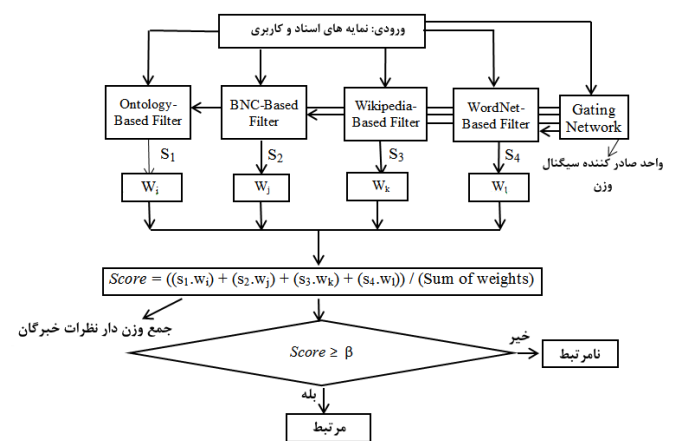 ورودی: نمایه های اسناد و کاربری
Ontology-
Based Filter
BNC-Based
Filter
Wikipedia-
Based Filter
WordNet-
Based Filter
Gating
Network
S1
S2
S3
S4
واحد صادر کننده سیگنال
وزن
Wi
Wj
Wk
Wl
Score = ((s1.wi) + (s2.wj) + (s3.wk) + (s4.wl)) / (Sum of weights)
جمع وزن دار نظرات خبرگان
Score ≥ β
خیر
نامرتبط
بله
مرتبط